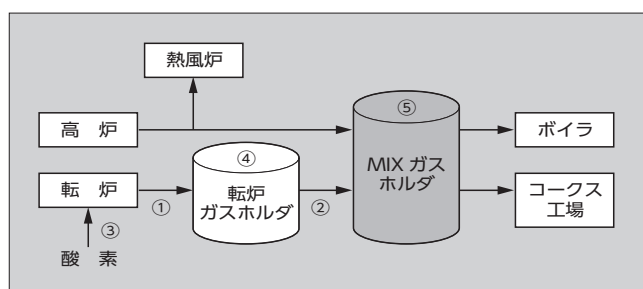 熱風炉
高　炉
転　炉
①
③
酸　素
④
転炉
ガスホルダ
②
⑤
MIX ガス
ホルダ
ボイラ
コークス
工場